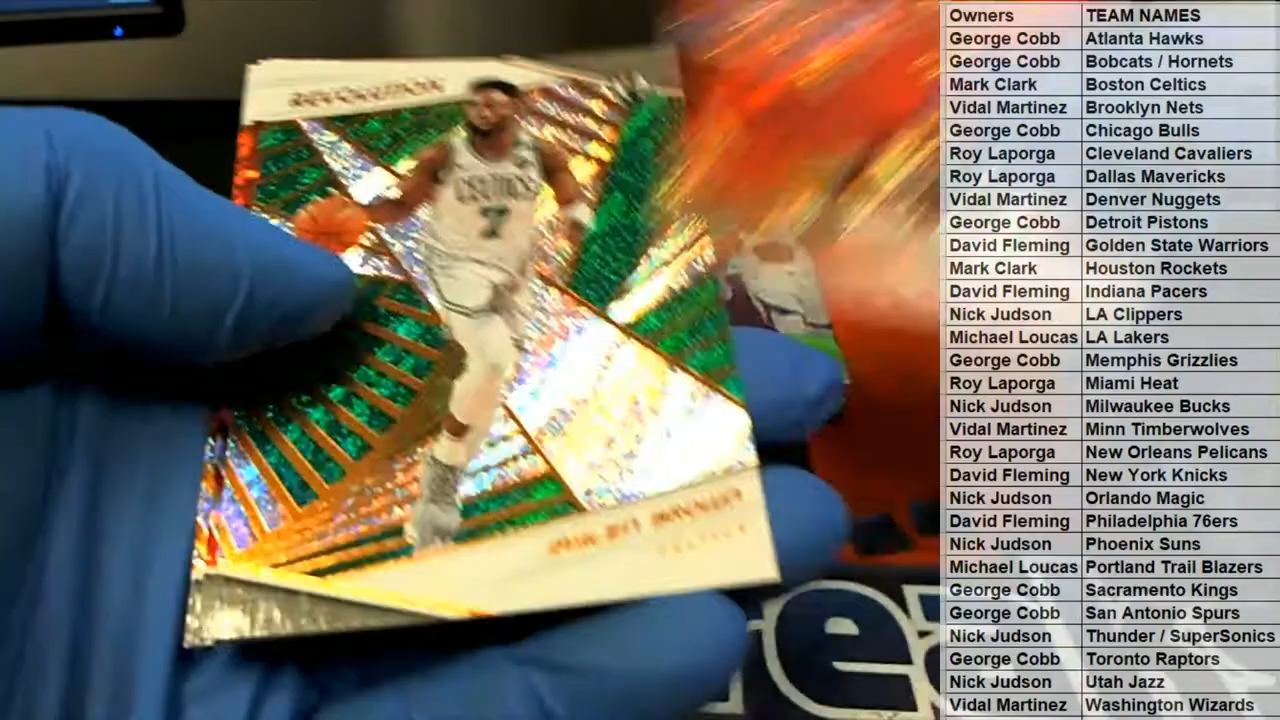 REVOLUTION
CELTICS
7
JAYLEN BROWN
CELTICS
Owners TEAM NAMES
George Cobb Atlanta Hawks
George Cobb Bobcats / Hornets
Mark Clark Boston Celtics
Vidal Martinez Brooklyn Nets
George Cobb Chicago Bulls
Roy Laporga Cleveland Cavaliers
Roy Laporga Dallas Mavericks
Vidal Martinez Denver Nuggets
George Cobb Detroit Pistons
David Fleming Golden State Warriors
Mark Clark Houston Rockets
David Fleming Indiana Pacers
Nick Judson LA Clippers
Michael Loucas LA Lakers
George Cobb Memphis Grizzlies
Roy Laporga Miami Heat
Nick Judson Milwaukee Bucks
Vidal Martinez Minn Timberwolves
Roy Laporga New Orleans Pelicans
David Fleming New York Knicks
Nick Judson Orlando Magic
David Fleming Philadelphia 76ers
Nick Judson Phoenix Suns
Michael Loucas Portland Trail Blazers
George Cobb Sacramento Kings
George Cobb San Antonio Spurs
Nick Judson Thunder / SuperSonics
George Cobb Toronto Raptors
Nick Judson Utah Jazz
Vidal Martinez Washington Wizards